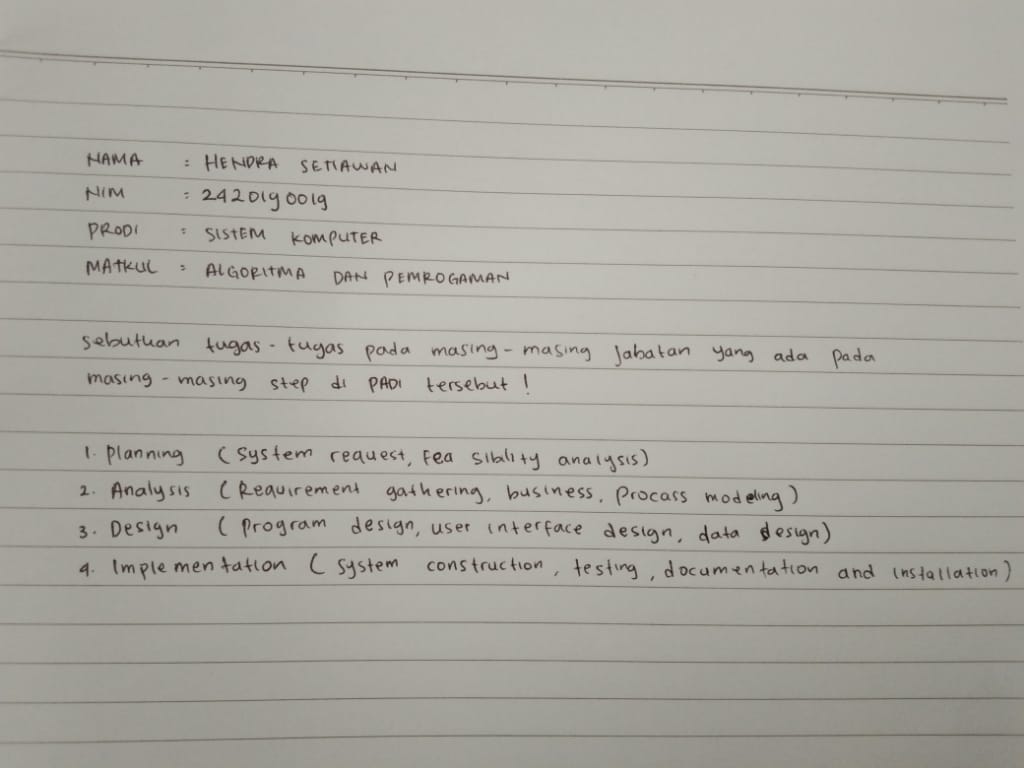 NAMA : HENDRA SETIAWAN
NIM : 2420190019
PRODI : SISTEM KOMPUTER
MATKUL : ALGORITMA DAN PEMROGAMAN
sebutkan tugas-tugas pada masing-masing Jabatan yang ada pada
masing-masing step di PADI tersebut !
1. Planning (System request, Fea sibility analysis)
2. Analysis (Requirement gathering, business, Procass modeling)
3. Design (Program design, user interface design, data design)
4. Implementation (System construction, testing, documentation and installation)